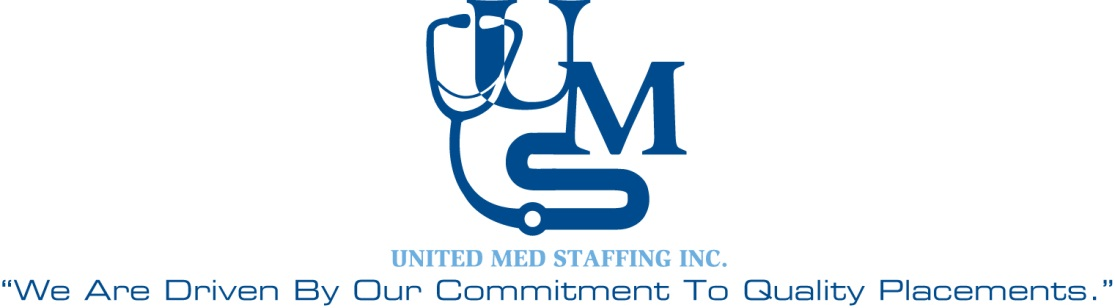 UMS
UNITED MED STAFFING INC.
“We Are Driven By Our Commitment To Quality Placements.”